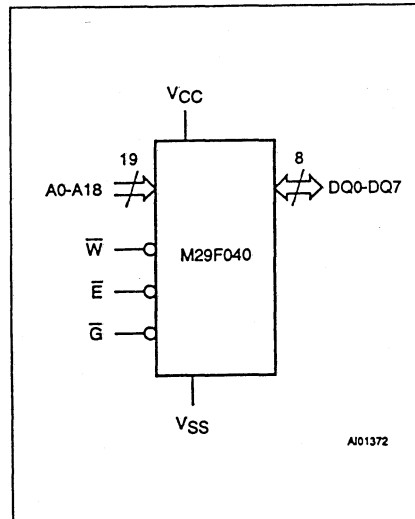 VCC
19
8
A0-A18
DQ0-DQ7
W̅
M29F040
E̅
G̅
VSS
AI01372